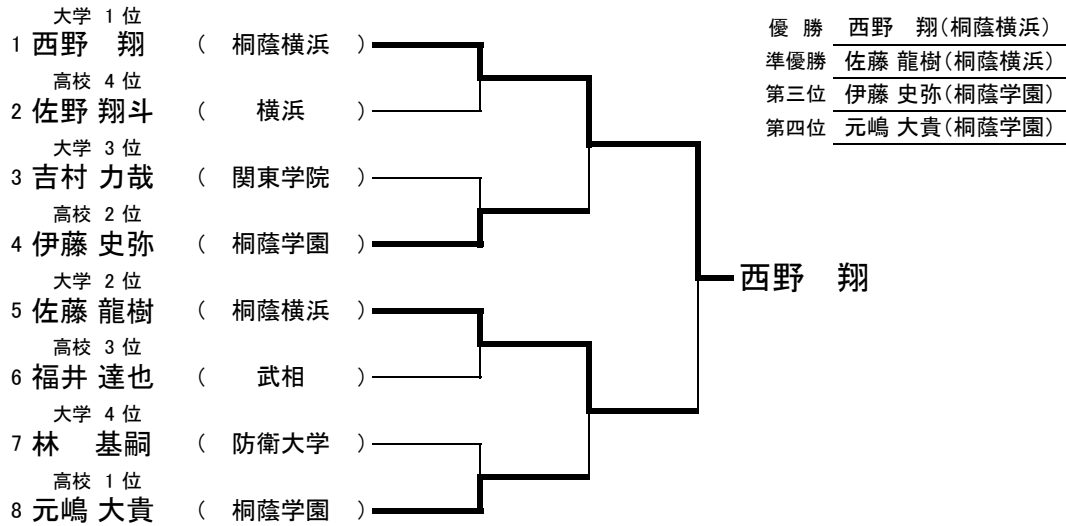 大学 1 位
1 西野　翔 （ 桐蔭横浜 ）
高校 4 位
2 佐野 翔斗 （ 横浜 ）
大学 3 位
3 吉村 力哉 （ 関東学院 ）
高校 2 位
4 伊藤 史弥 （ 桐蔭学園 ）
大学 2 位
5 佐藤 龍樹 （ 桐蔭横浜 ）
高校 3 位
6 福井 達也 （ 武相 ）
大学 4 位
7 林　基嗣 （ 防衛大学 ）
高校 1 位
8 元嶋 大貴 （ 桐蔭学園 ）
西野　翔
優 勝 西野　翔(桐蔭横浜)
準優勝 佐藤 龍樹(桐蔭横浜)
第三位 伊藤 史弥(桐蔭学園)
第四位 元嶋 大貴(桐蔭学園)